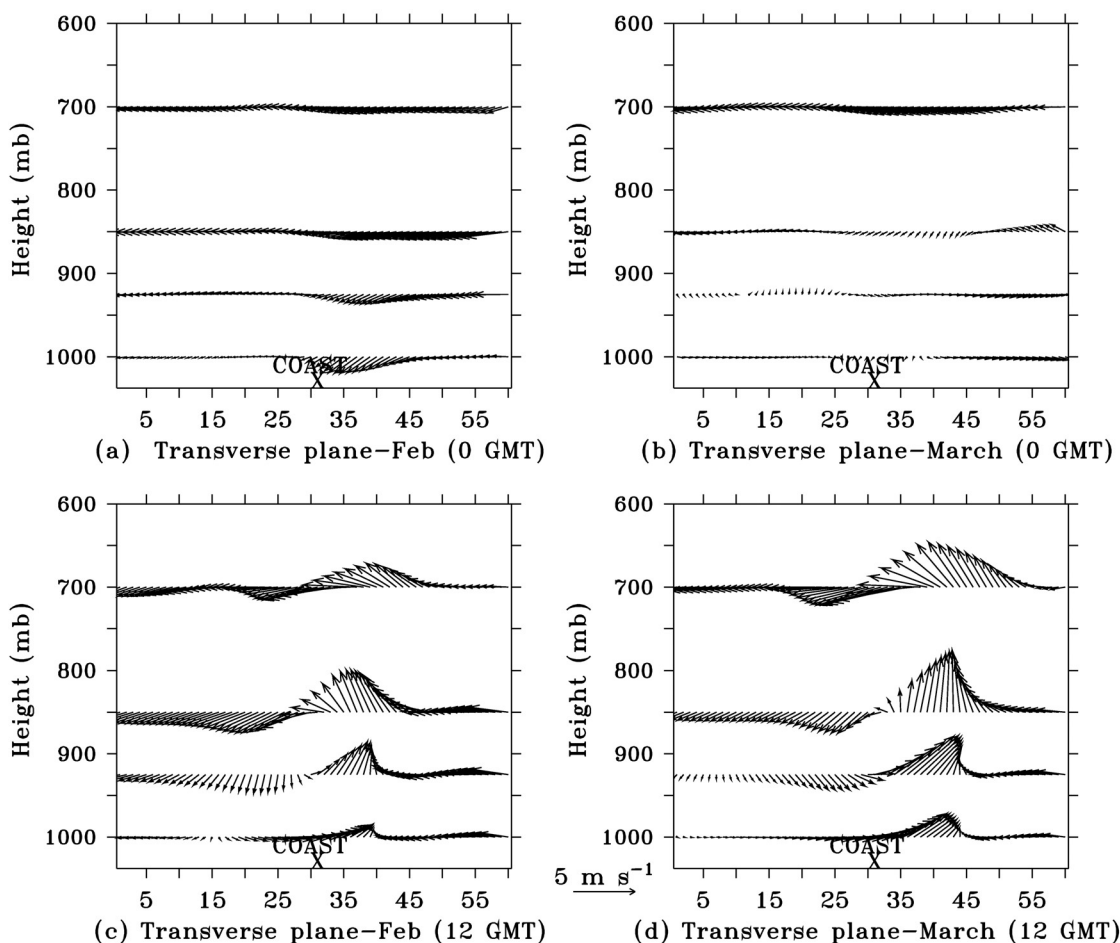 600
700
800
900
1000
Height (mb)
COAST
X
5 15 25 35 45 55
(a) Transverse plane-Feb (0 GMT)
600
700
800
900
1000
Height (mb)
COAST
X
5 15 25 35 45 55
(b) Transverse plane-March (0 GMT)
600
700
800
900
1000
Height (mb)
COAST
X
5 15 25 35 45 55
(c) Transverse plane-Feb (12 GMT)
5 m s⁻¹
600
700
800
900
1000
Height (mb)
COAST
X
5 15 25 35 45 55
(d) Transverse plane-March (12 GMT)